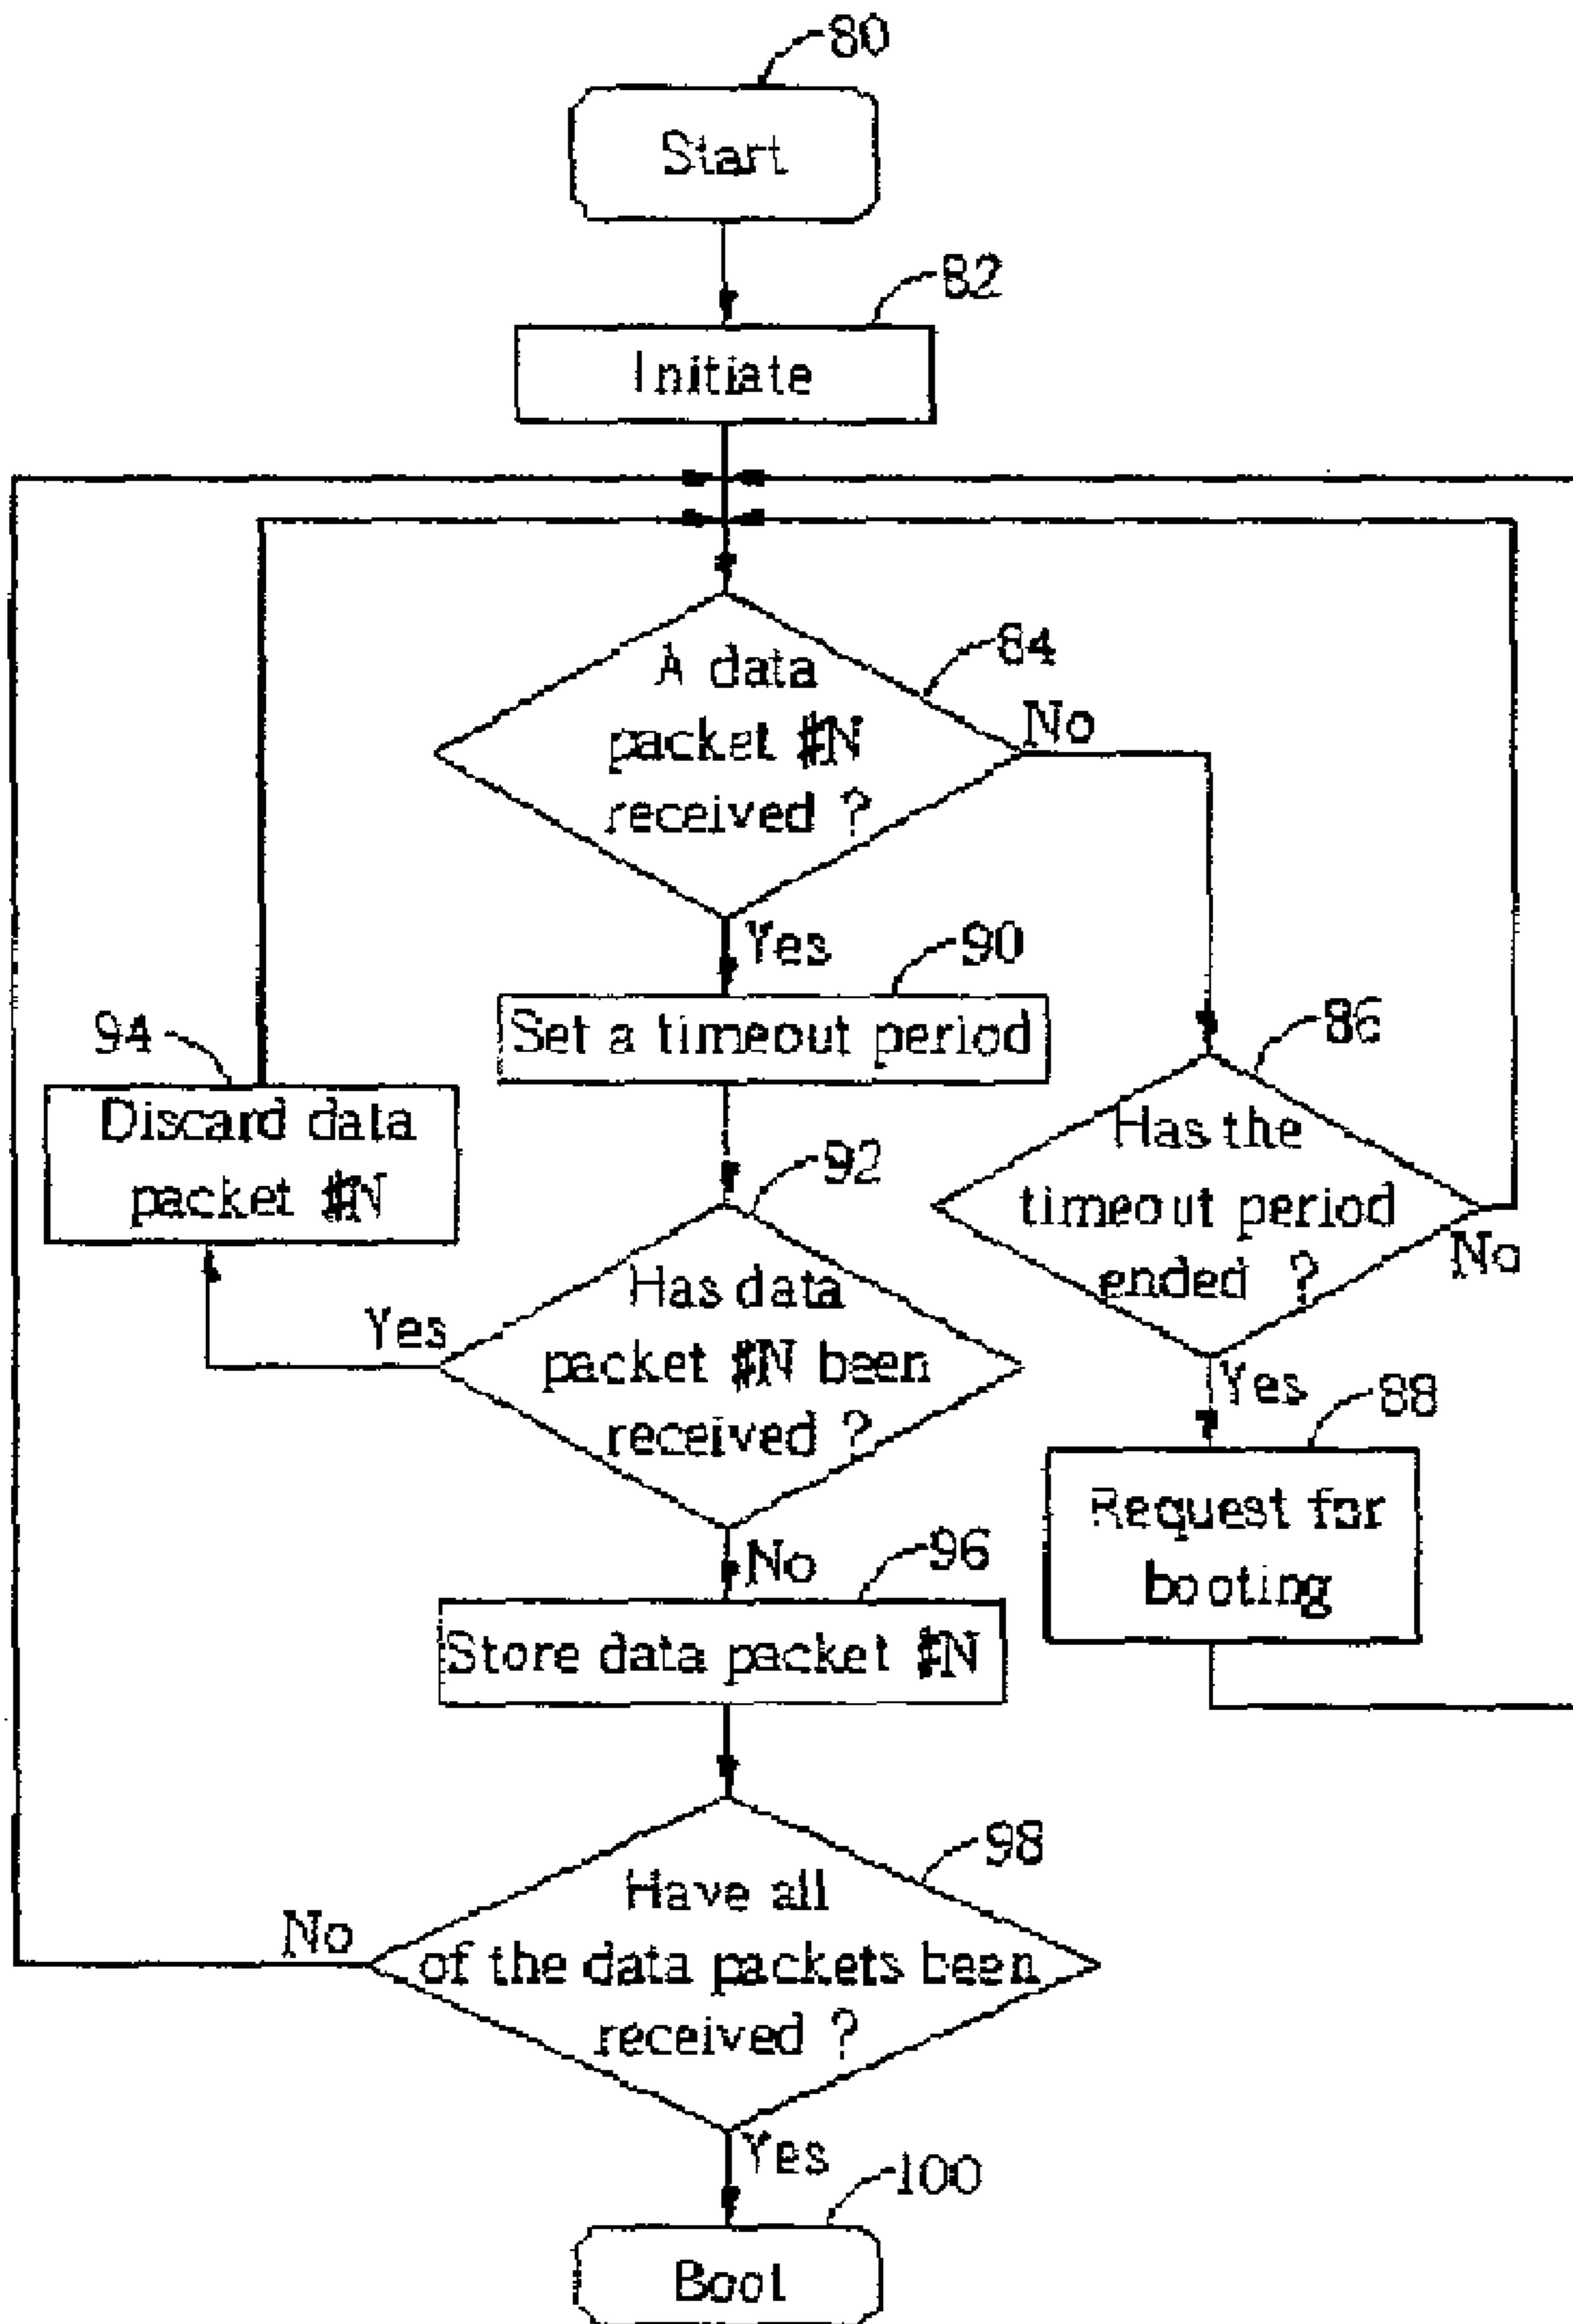 80
Start
82
Initiate
84
A data
packet #N
received ?
No
Yes
90
Set a timeout period
94
Discard data
packet #N
86
Has the
timeout period
ended ?
No
92
Has data
packet #N been
received ?
Yes
Yes
88
Request for
booting
No
96
Store data packet #N
98
Have all
of the data packets been
received ?
No
Yes
100
Boot